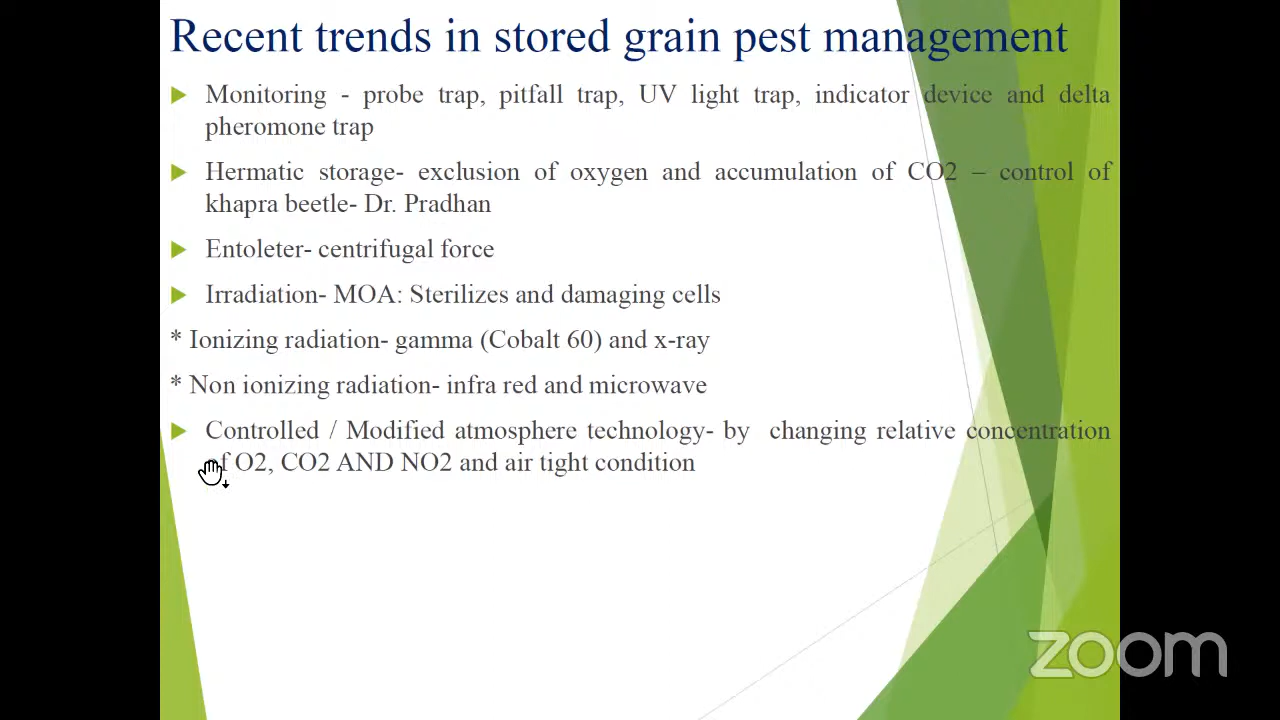 Recent trends in stored grain pest management
Monitoring - probe trap, pitfall trap, UV light trap, indicator device and delta
pheromone trap
Hermatic storage- exclusion of oxygen and accumulation of CO2 – control of
khapra beetle- Dr. Pradhan
Entoleter- centrifugal force
Irradiation- MOA: Sterilizes and damaging cells
* Ionizing radiation- gamma (Cobalt 60) and x-ray
* Non ionizing radiation- infra red and microwave
Controlled / Modified atmosphere technology- by changing relative concentration
of O2, CO2 AND NO2 and air tight condition
zoom